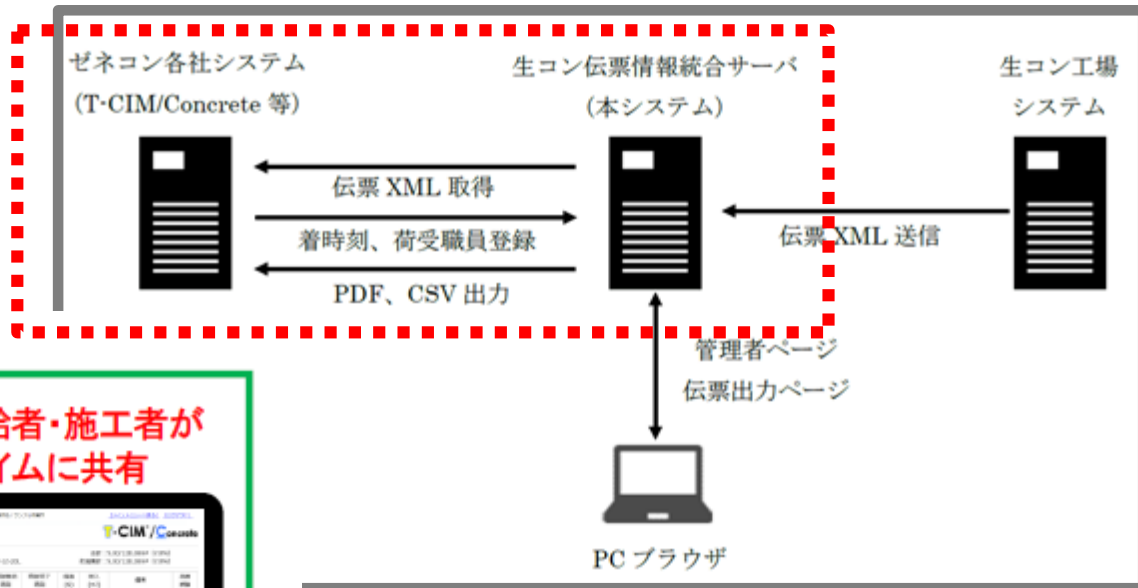 ゼネコン各社システム
(T-CIM/Concrete 等)
生コン伝票情報統合サーバ
(本システム)
生コン工場
システム
伝票 XML 取得
着時刻、荷受職員登録
PDF、CSV 出力
伝票 XML 送信
管理者ページ
伝票出力ページ
PC ブラウザ
給者・施工者が
イムに共有
T-CIM/Concrete